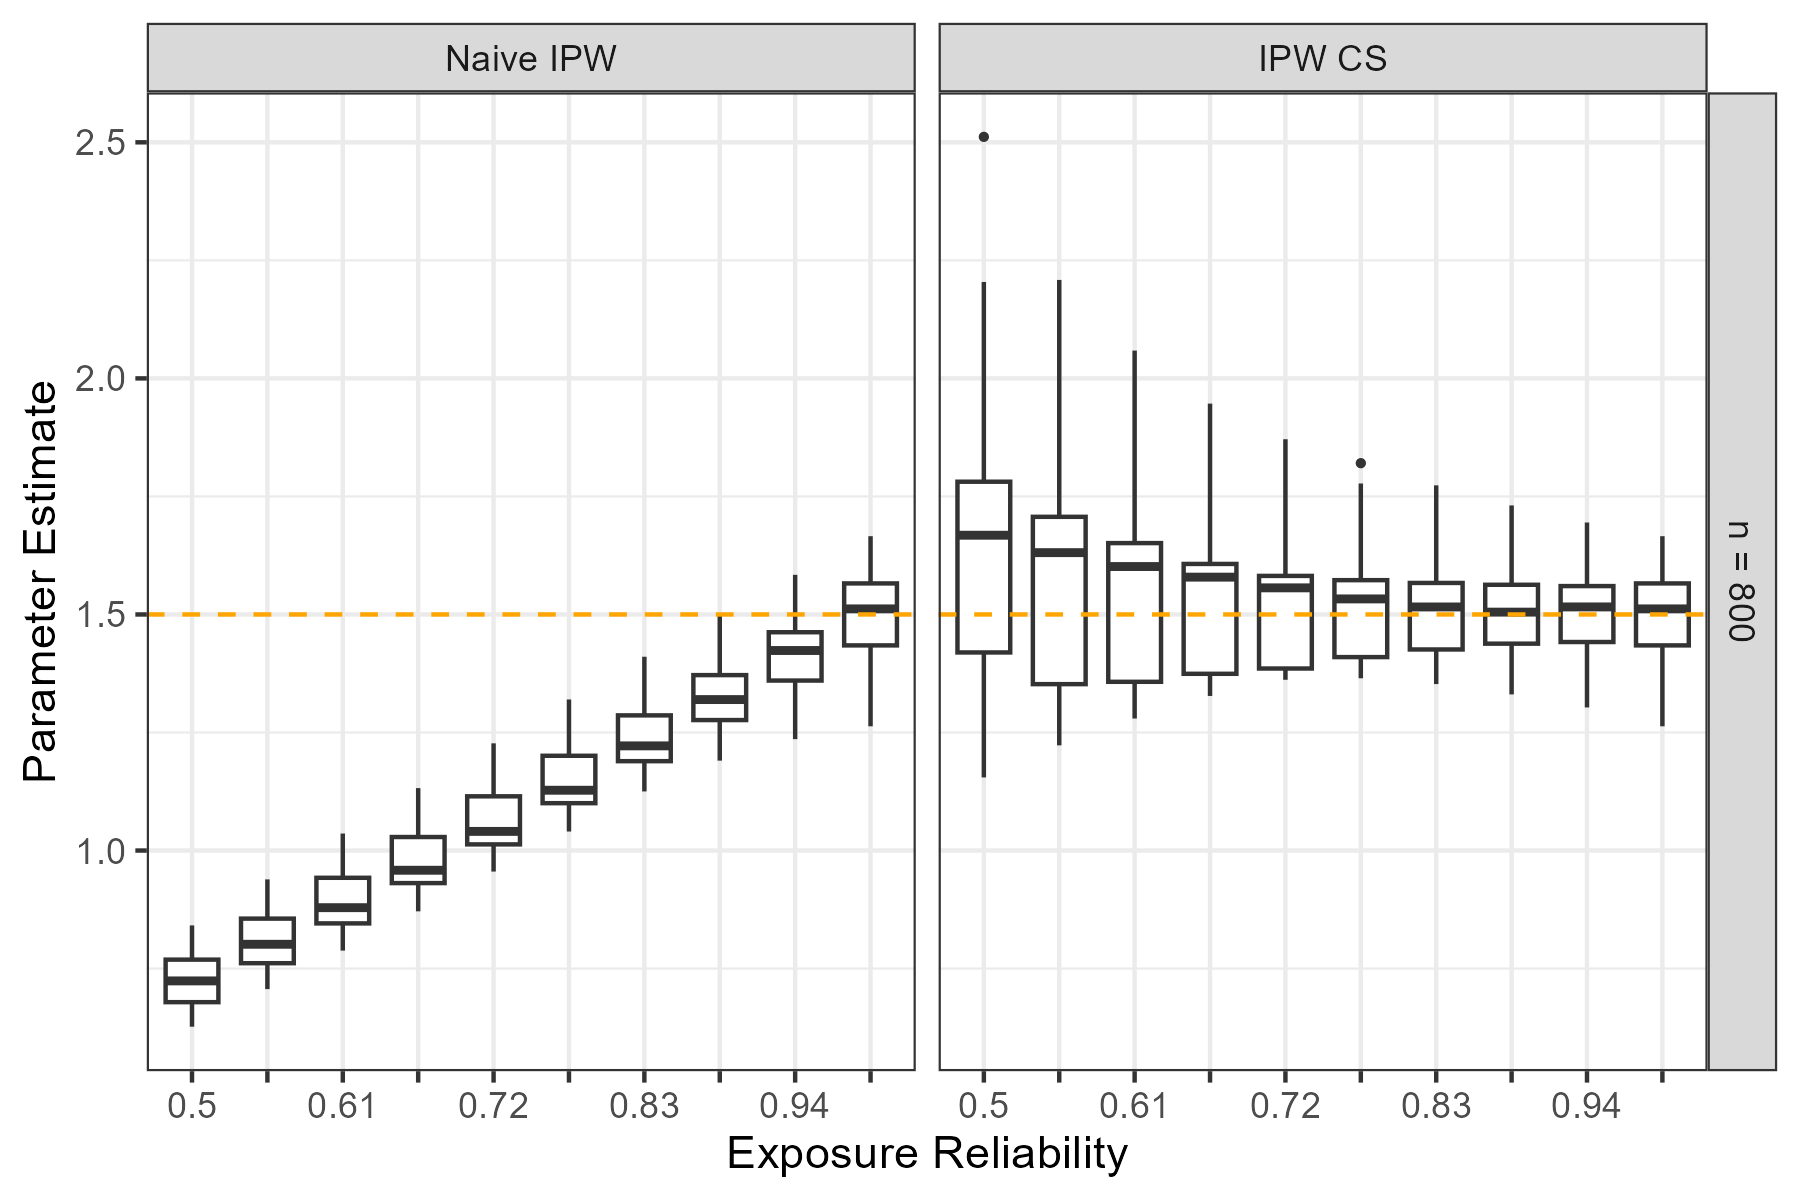 Naive IPW
IPW CS
2.5
2.0
1.5
1.0
Parameter Estimate
n = 800
0.5 0.61 0.72 0.83 0.94
0.5 0.61 0.72 0.83 0.94
Exposure Reliability